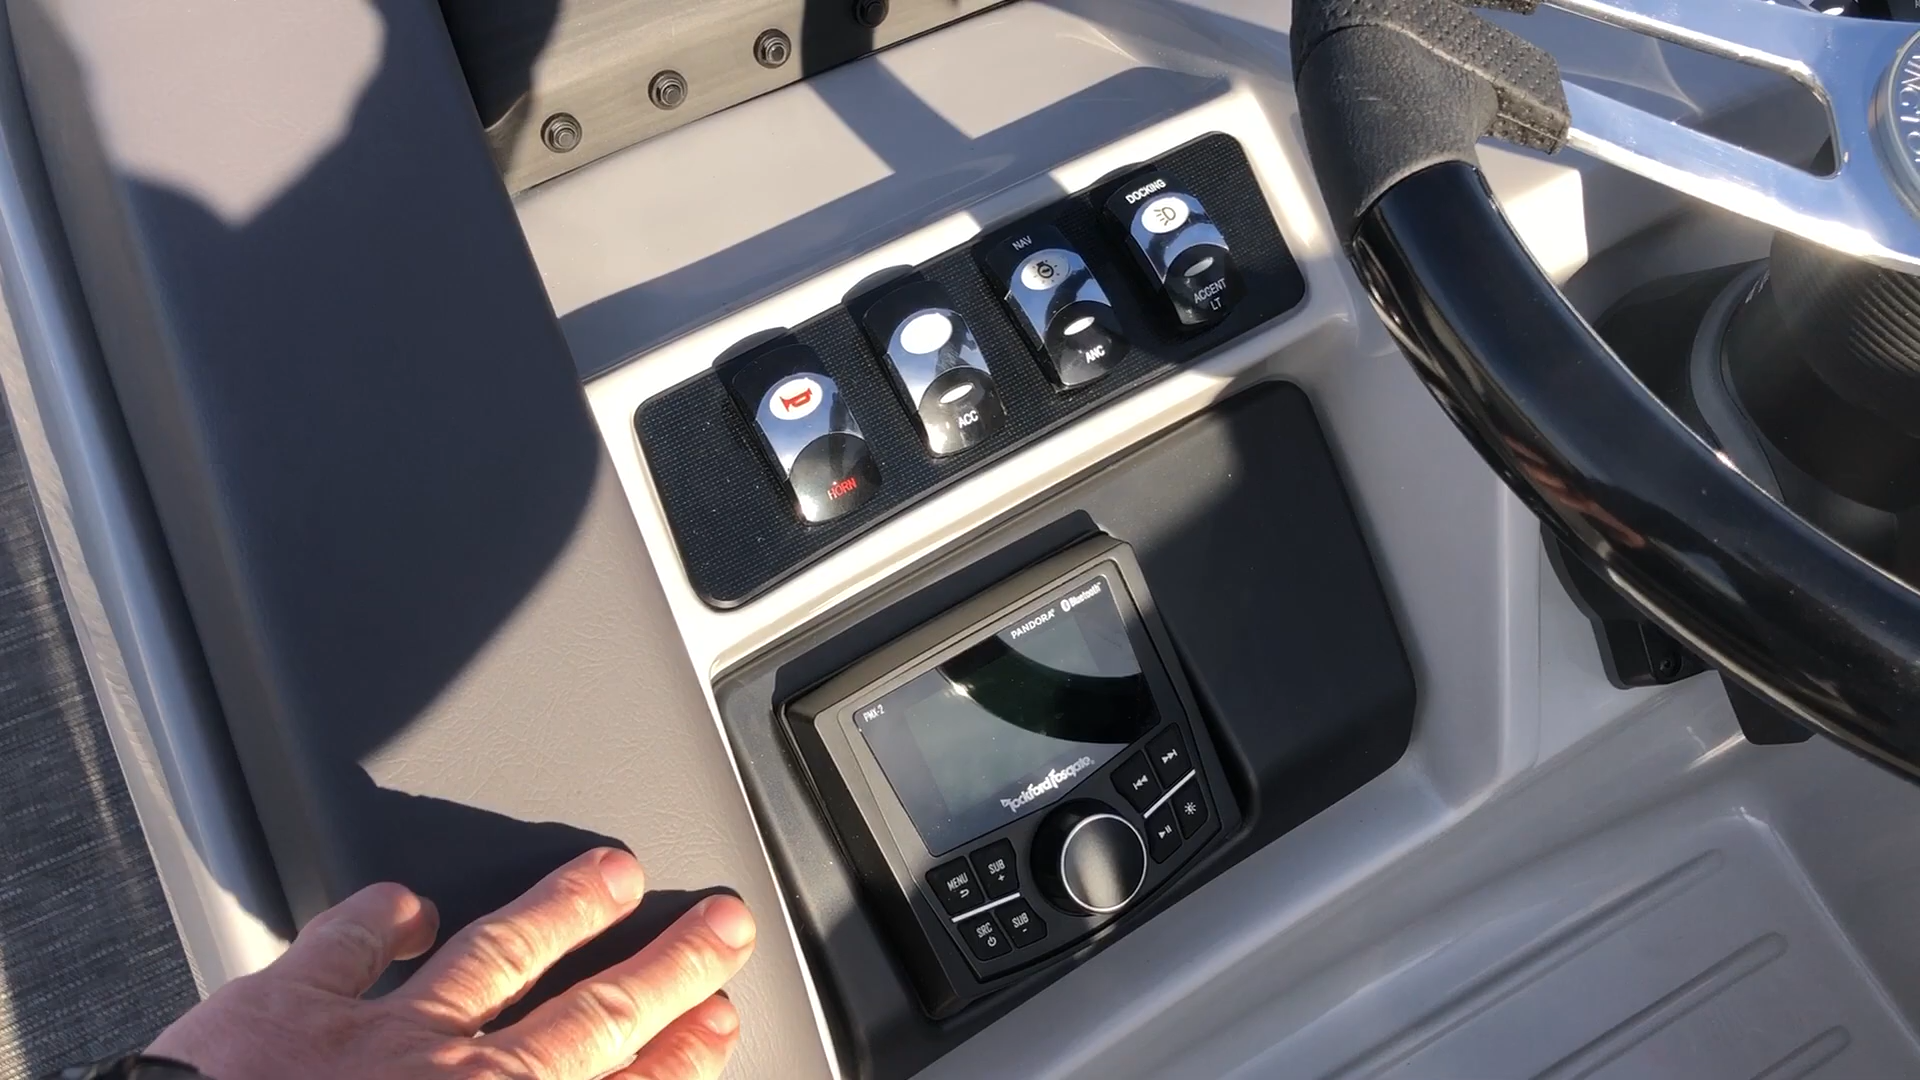 DOCKING
ACCENT
LT
NAV
ANC
ACC
HORN
PANDORA
Bluetooth
PMX-2
Rockford Fosgate
MENU
SUB
+
SRC
SUB
-